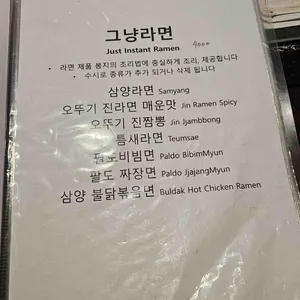 그냥라면 4000
Just Instant Ramen
• 라면 제품 봉지의 조리법에 충실하게 조리, 제공합니다
• 수시로 종류가 추가 되거나 삭제 됩니다
삼양라면 Samyang
오뚜기 진라면 매운맛 Jin Ramen Spicy
오뚜기 진짬뽕 Jin Jjambbong
틈새라면 Teumsae
팔도비빔면 Paldo BibimMyun
팔도 짜장면 Paldo JjajangMyun
삼양 불닭볶음면 Buldak Hot Chicken Ramen